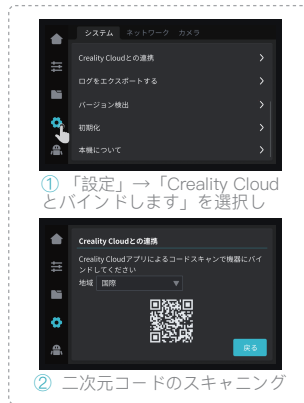 システム ネットワーク カメラ
Creality Cloudとの連携
ログをエクスポートする
バージョン検出
初期化
本機について
① 「設定」→「Creality Cloud
とバインドします」を選択し
Creality Cloudとの連携
Creality Cloudアプリによるコードスキャンで機器にバイ
ンドしてください
地域 国際
戻る
② 二次元コードのスキャニング